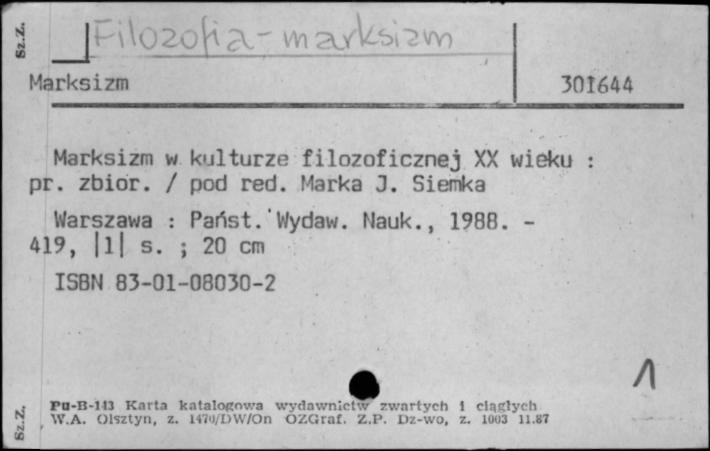 Sz.Z.
Filozofia - marksizm
Marksizm 301644
Marksizm w kulturze filozoficznej XX wieku :
pr. zbior. / pod red. Marka J. Siemka
Warszawa : Państ. Wydaw. Nauk., 1988. -
419, |1| s. ; 20 cm
ISBN 83-01-08030-2
1
Sz.Z.
Pu-B-143 Karta katalogowa wydawnictw zwartych i ciągłych
W.A. Olsztyn, z. 1470/DW/On OZGraf. Z.P. Dz-wo, z. 1003 11.87